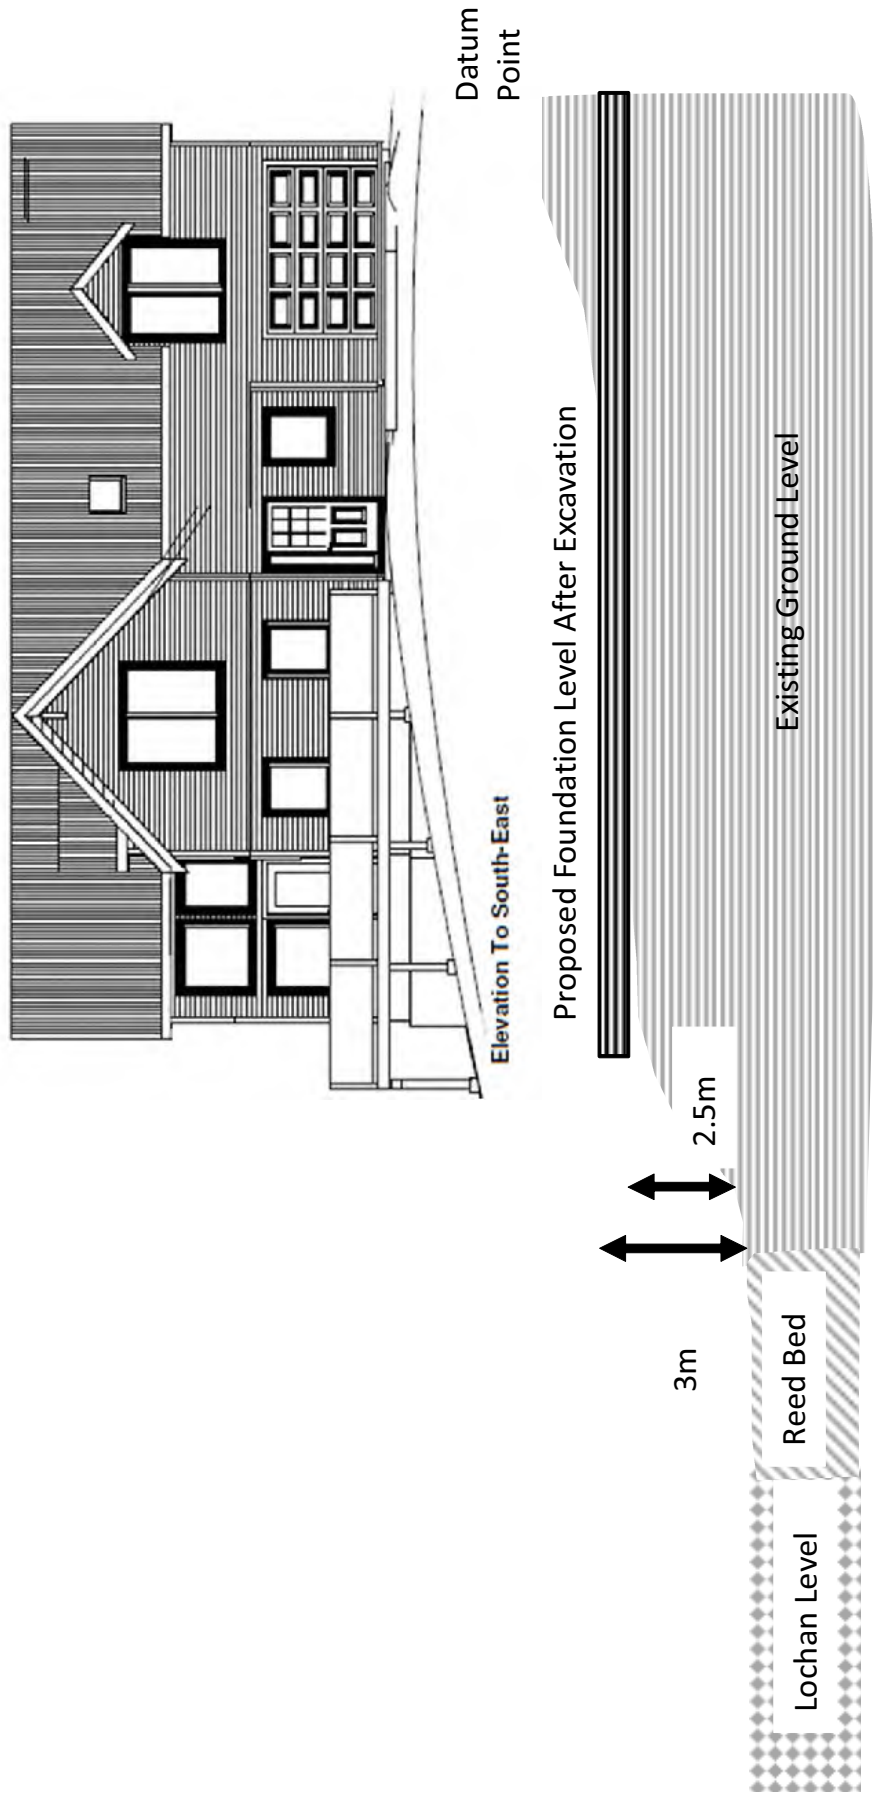 Datum
Point
Elevation To South-East
Proposed Foundation Level After Excavation
2.5m
Existing Ground Level
3m
Reed Bed
Lochan Level